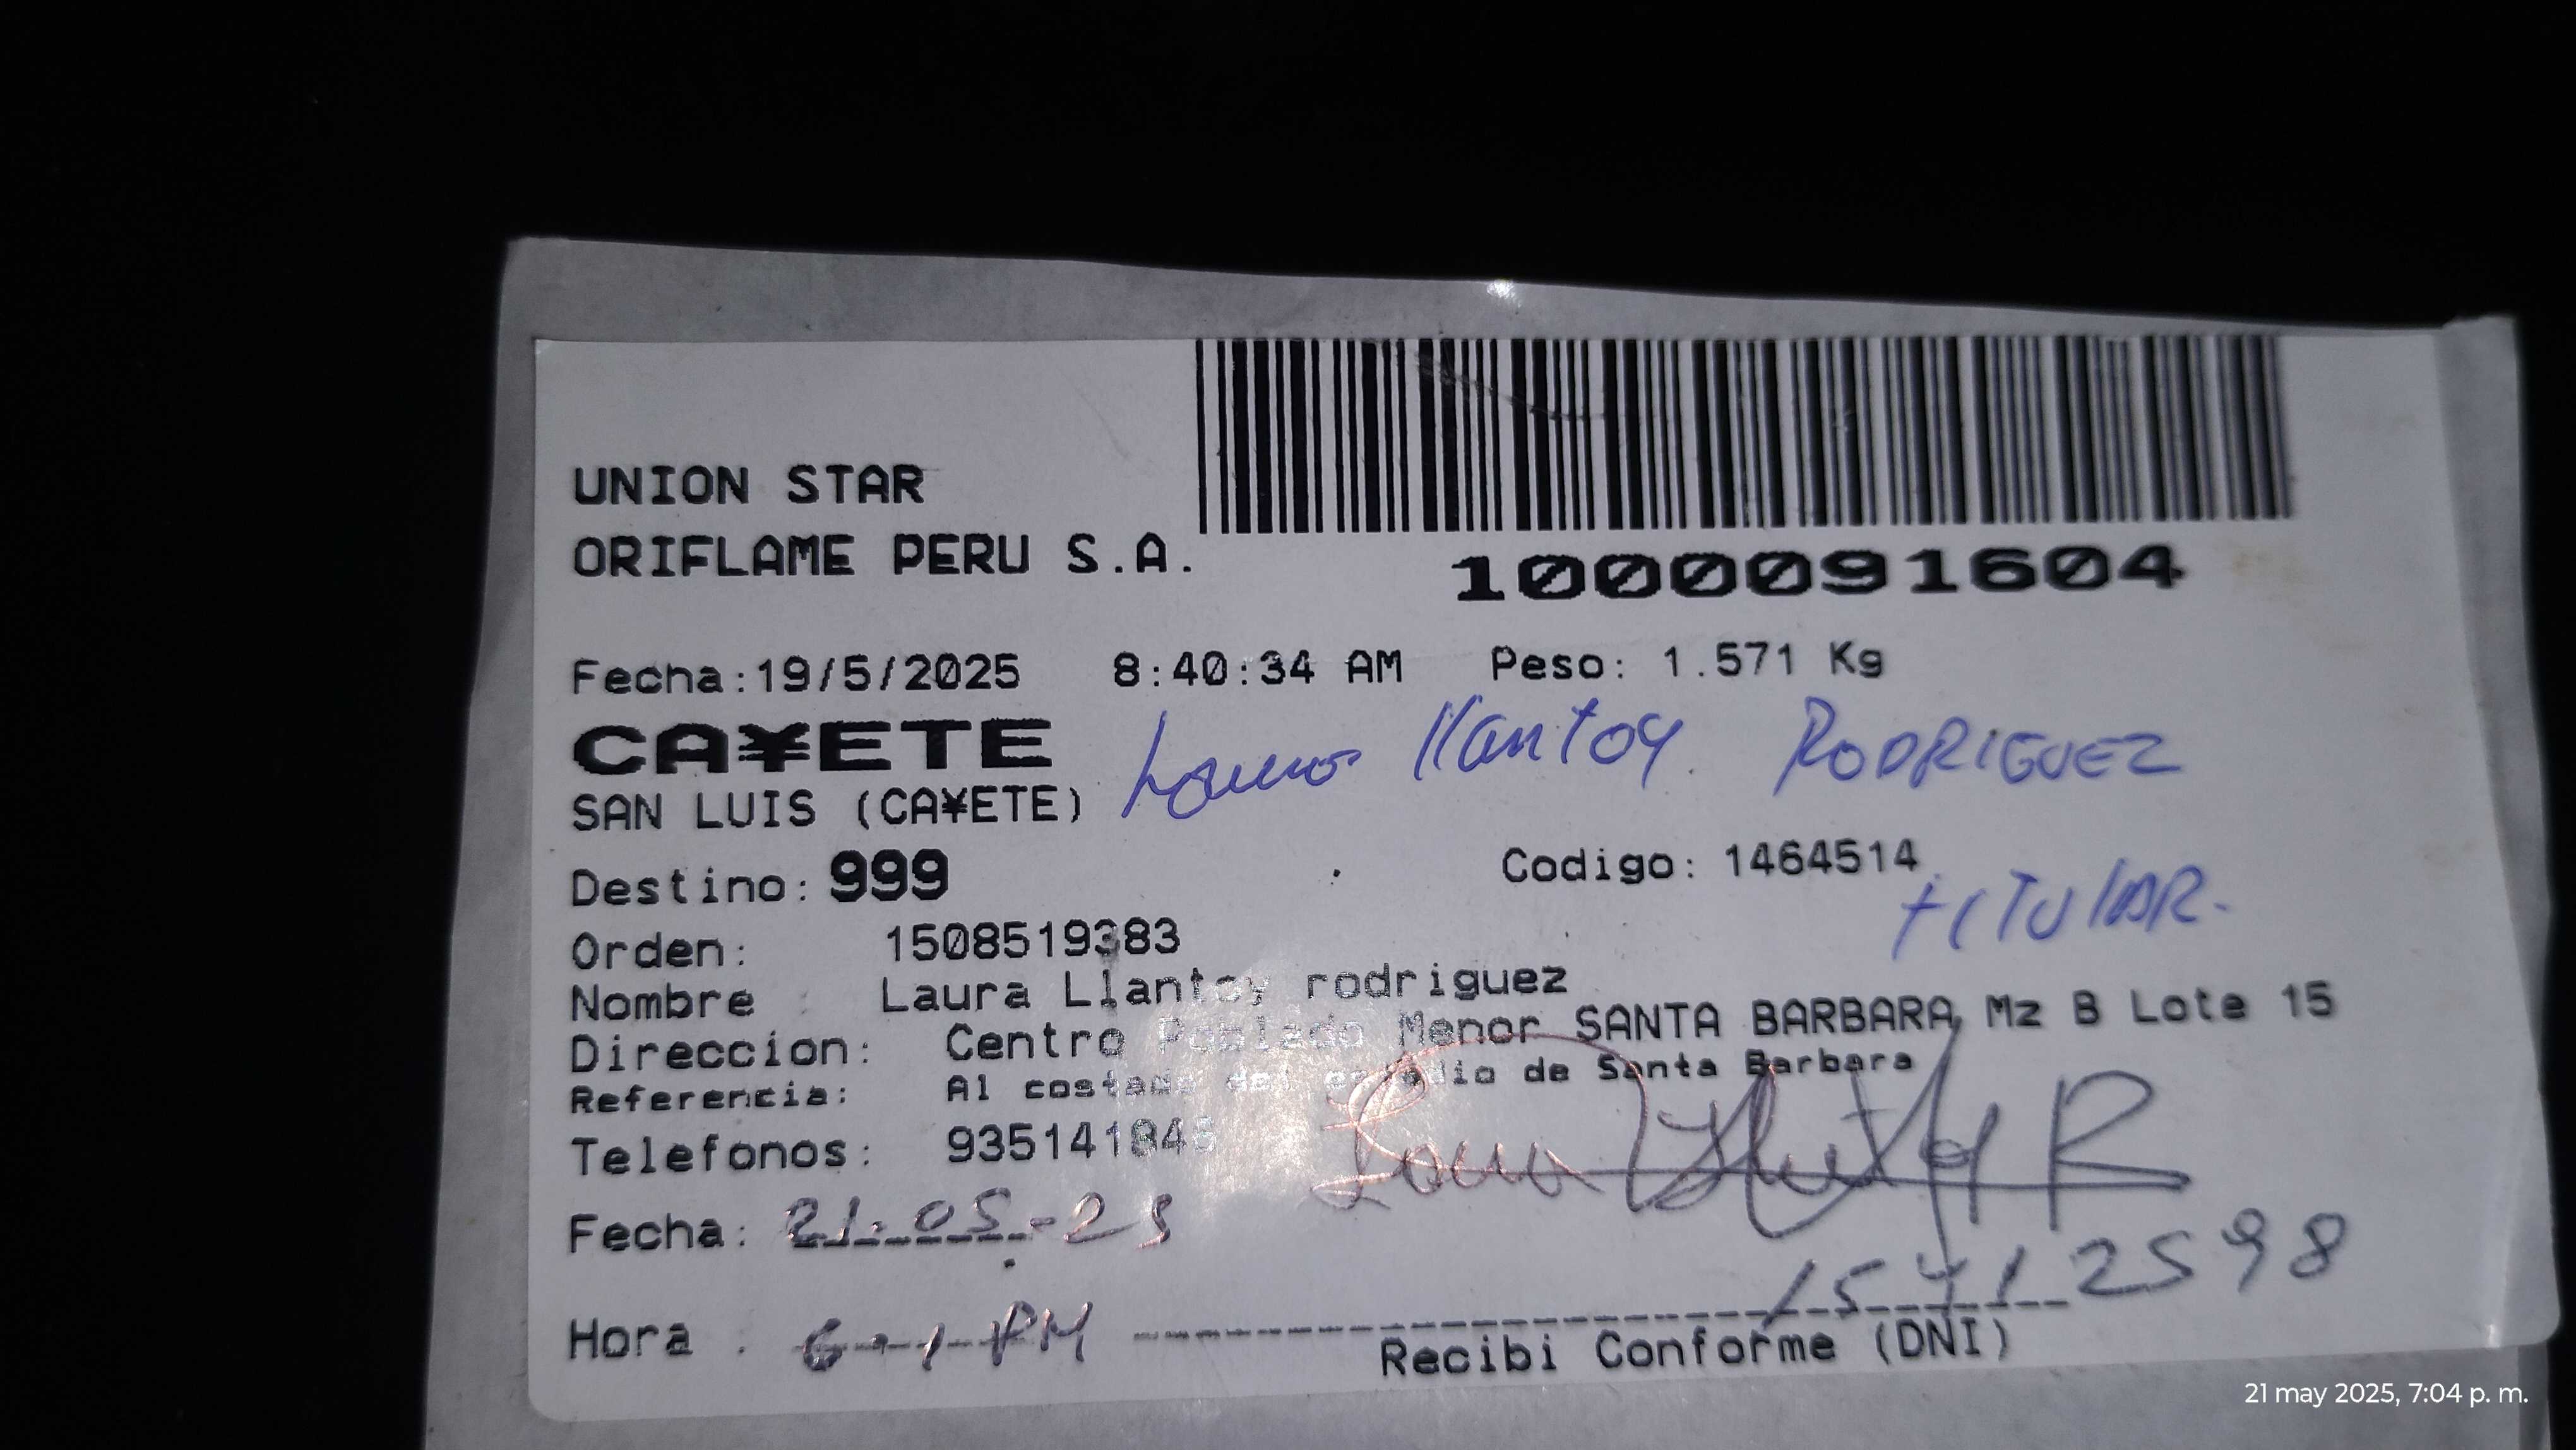 UNION STAR
ORIFLAME PERU S.A.
1000091604
Fecha:19/5/2025 8:40:34 AM Peso: 1.571 Kg
CA¥ETE
Laura llantoy RODRIGUEZ
SAN LUIS (CA¥ETE)
Destino: 999 Codigo: 1464514
tiTulAR.
Orden: 1508519383
Nombre : Laura Llantoy rodriguez
Direccion: Centro Poblado Menor SANTA BARBARA, Mz B Lote 15
Referencia: Al costado del estadio de Santa Barbara
Telefonos:
Fecha: 21-05-25
15412598
Hora : PM
Recibi Conforme (DNI)
21 may 2025, 7:04 p. m.